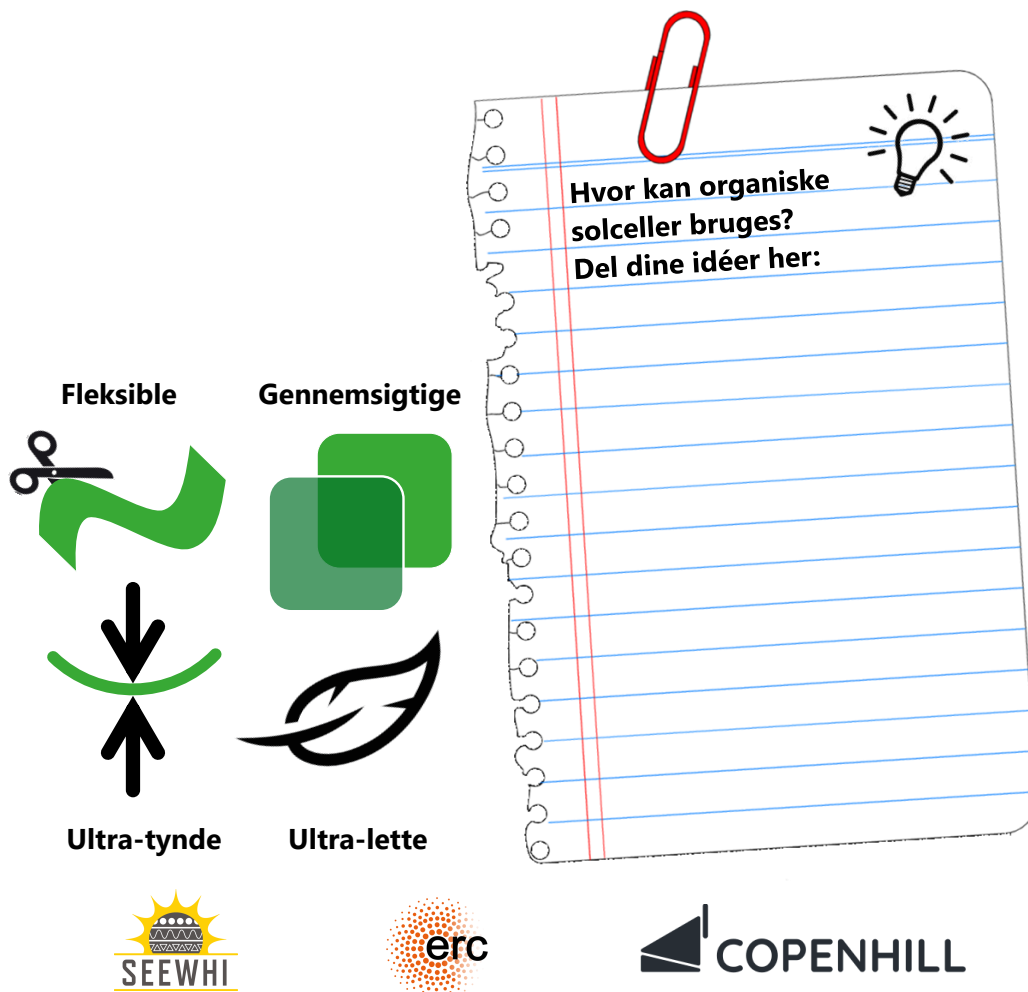 Hvor kan organiske
solceller bruges?
Del dine idéer her:
Fleksible
Gennemsigtige
Ultra-tynde
Ultra-lette
SEEWHI
erc
COPENHILL